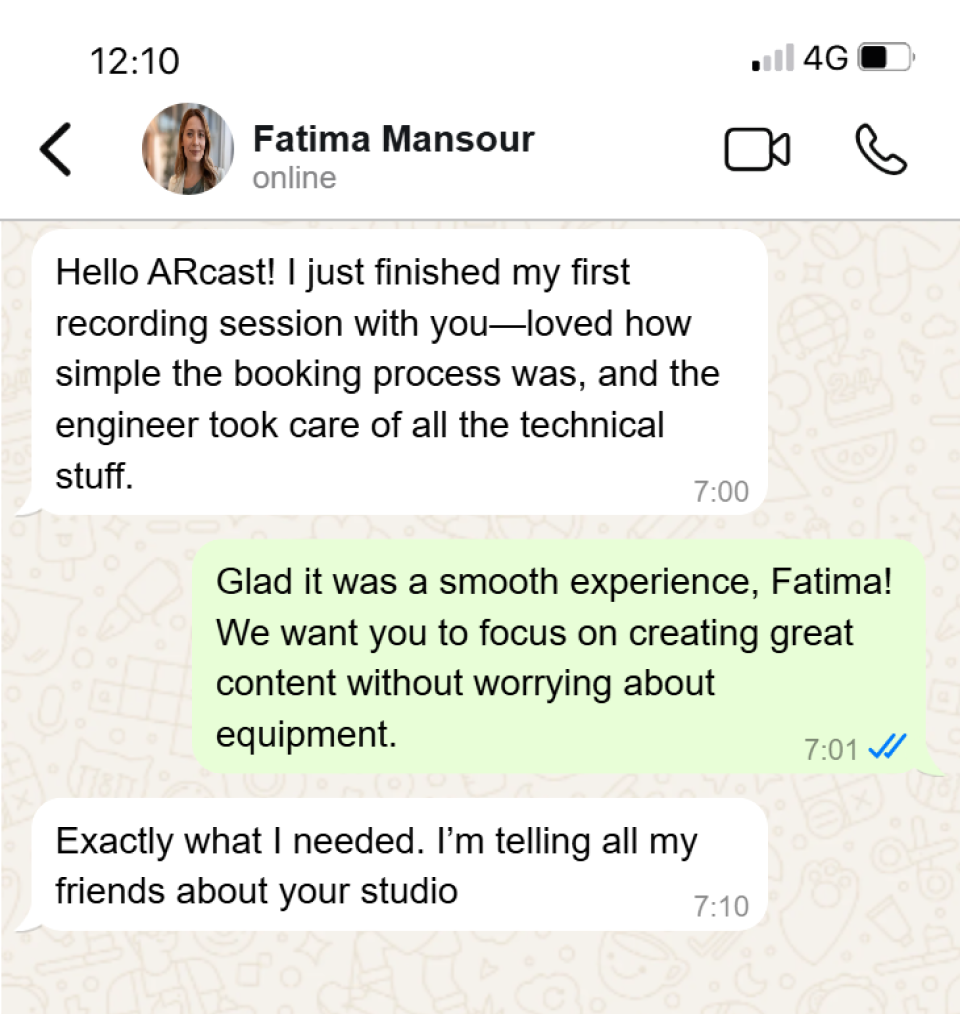 12:10
4G
Fatima Mansour
online
Hello ARcast! I just finished my first
recording session with you—loved how
simple the booking process was, and the
engineer took care of all the technical
stuff.
7:00
Glad it was a smooth experience, Fatima!
We want you to focus on creating great
content without worrying about
equipment.
7:01
Exactly what I needed. I’m telling all my
friends about your studio
7:10